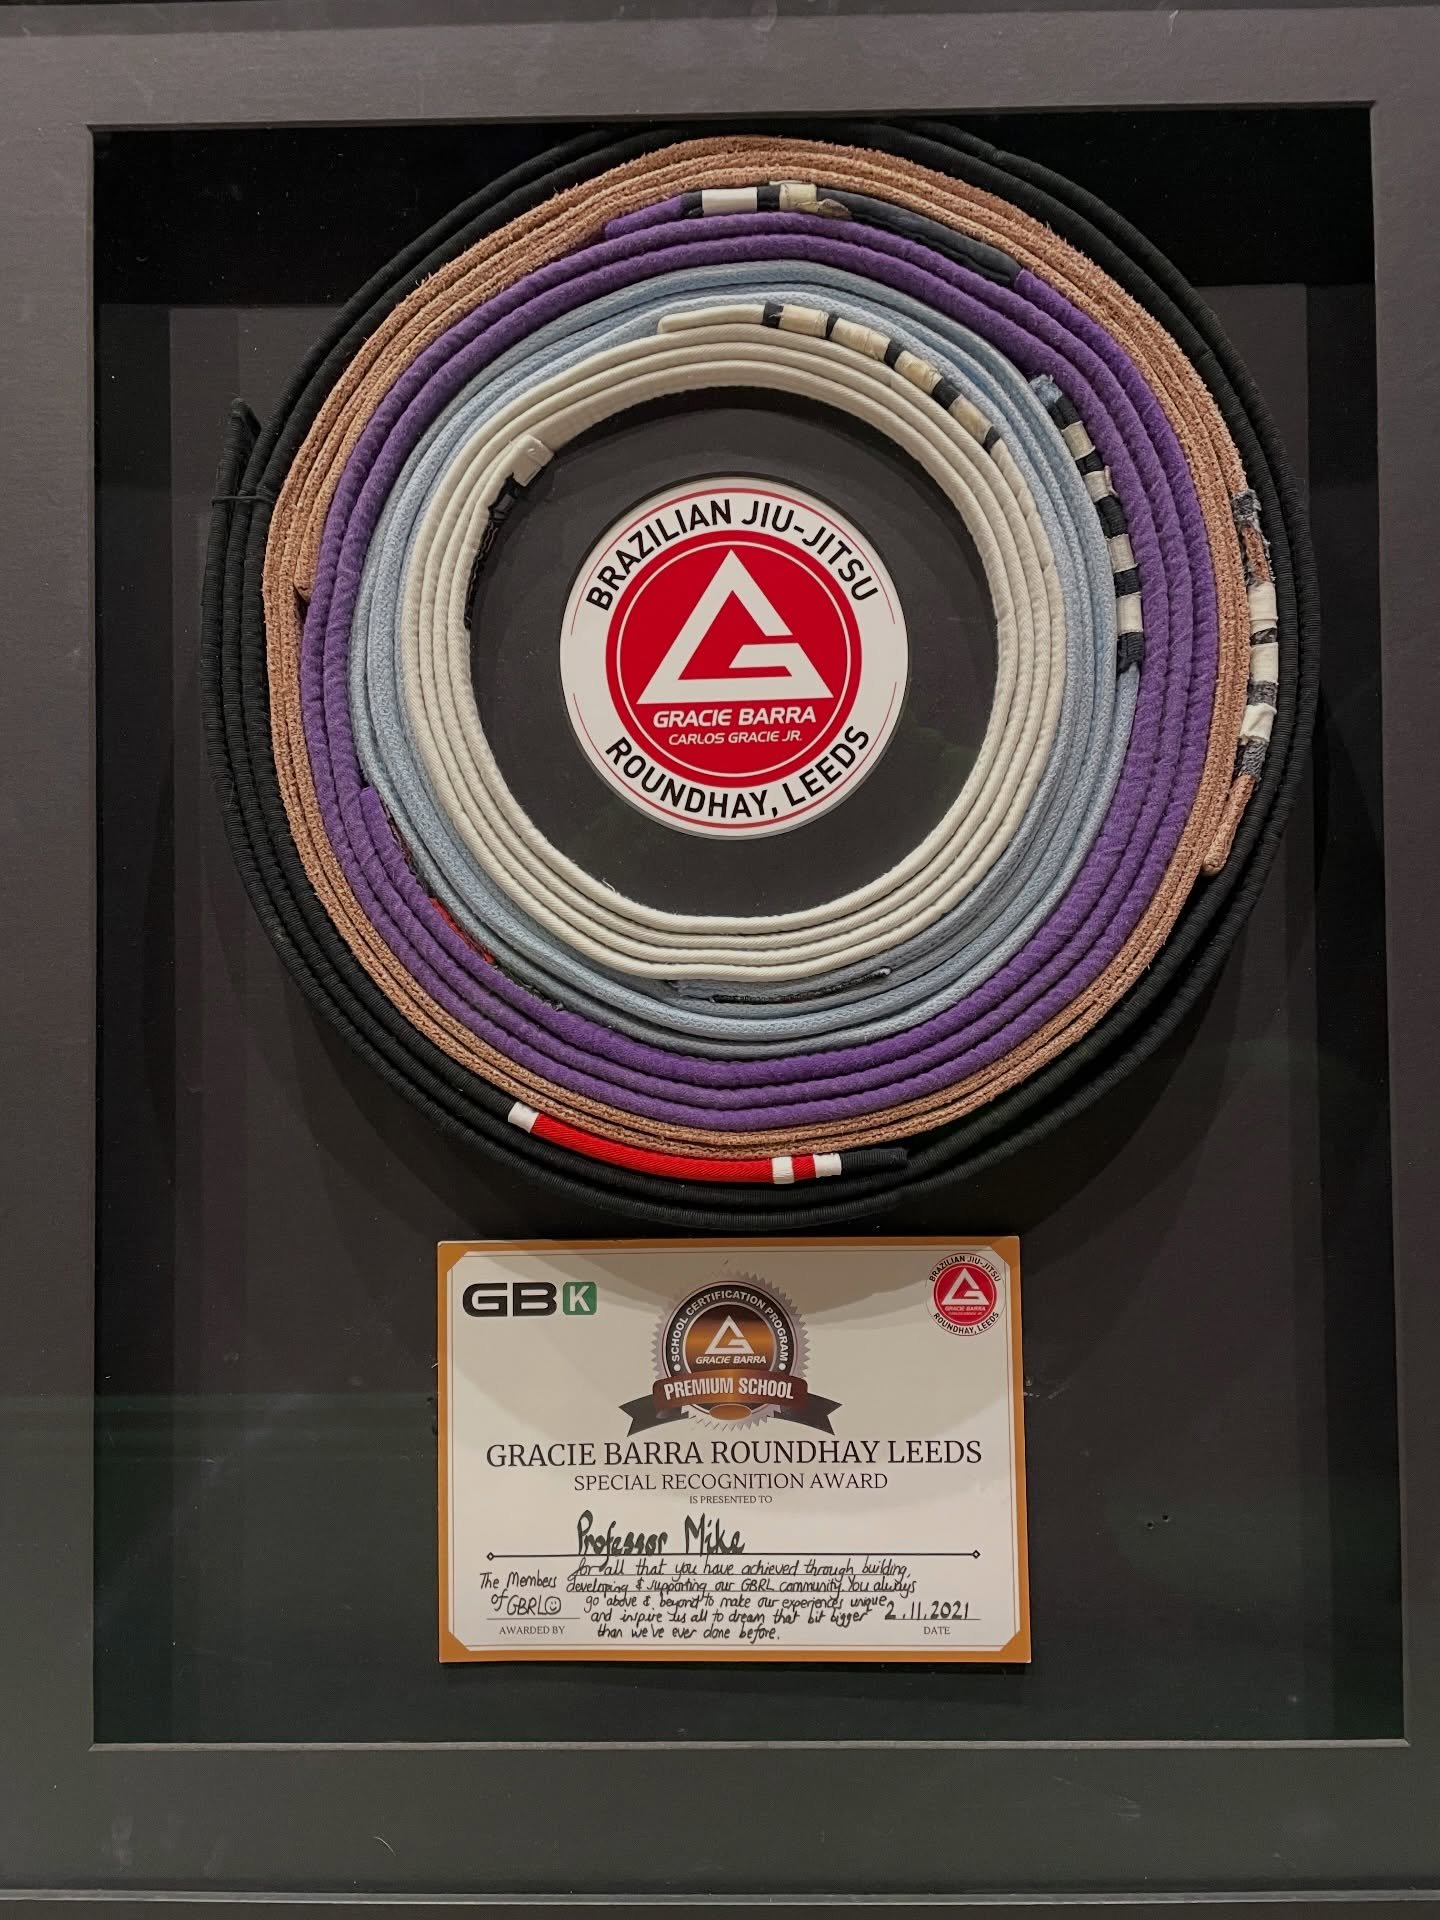 BRAZILIAN JIU-JITSU
GRACIE BARRA
CARLOS GRACIE JR.
ROUNDHAY, LEEDS
GBK
SCHOOL CERTIFICATION PROGRAM
GRACIE BARRA
PREMIUM SCHOOL
BRAZILIAN JIU-JITSU
GRACIE BARRA
ROUNDHAY, LEEDS
GRACIE BARRA ROUNDHAY LEEDS
SPECIAL RECOGNITION AWARD
IS PRESENTED TO
Professor Mike
for all that you have achieved through building,
developing & supporting our GBRL community. You always
go above & beyond to make our experiences unique
and inspire us all to dream that bit bigger
than we've ever done before.
The Members
of GBRL☺
AWARDED BY
2.11.2021
DATE